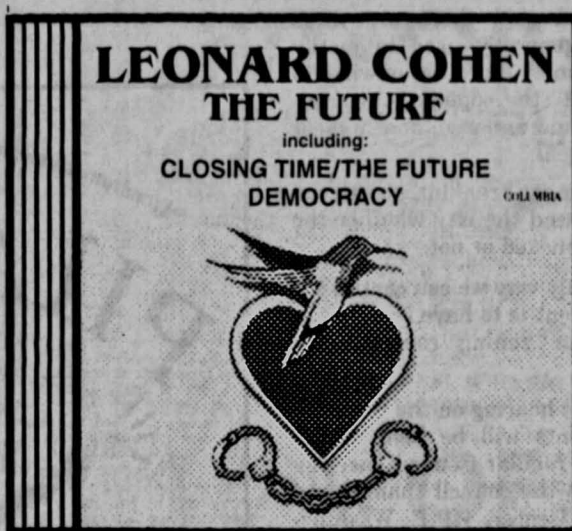 LEONARD COHEN
THE FUTURE
including:
CLOSING TIME/THE FUTURE
DEMOCRACY
COLUMBIA